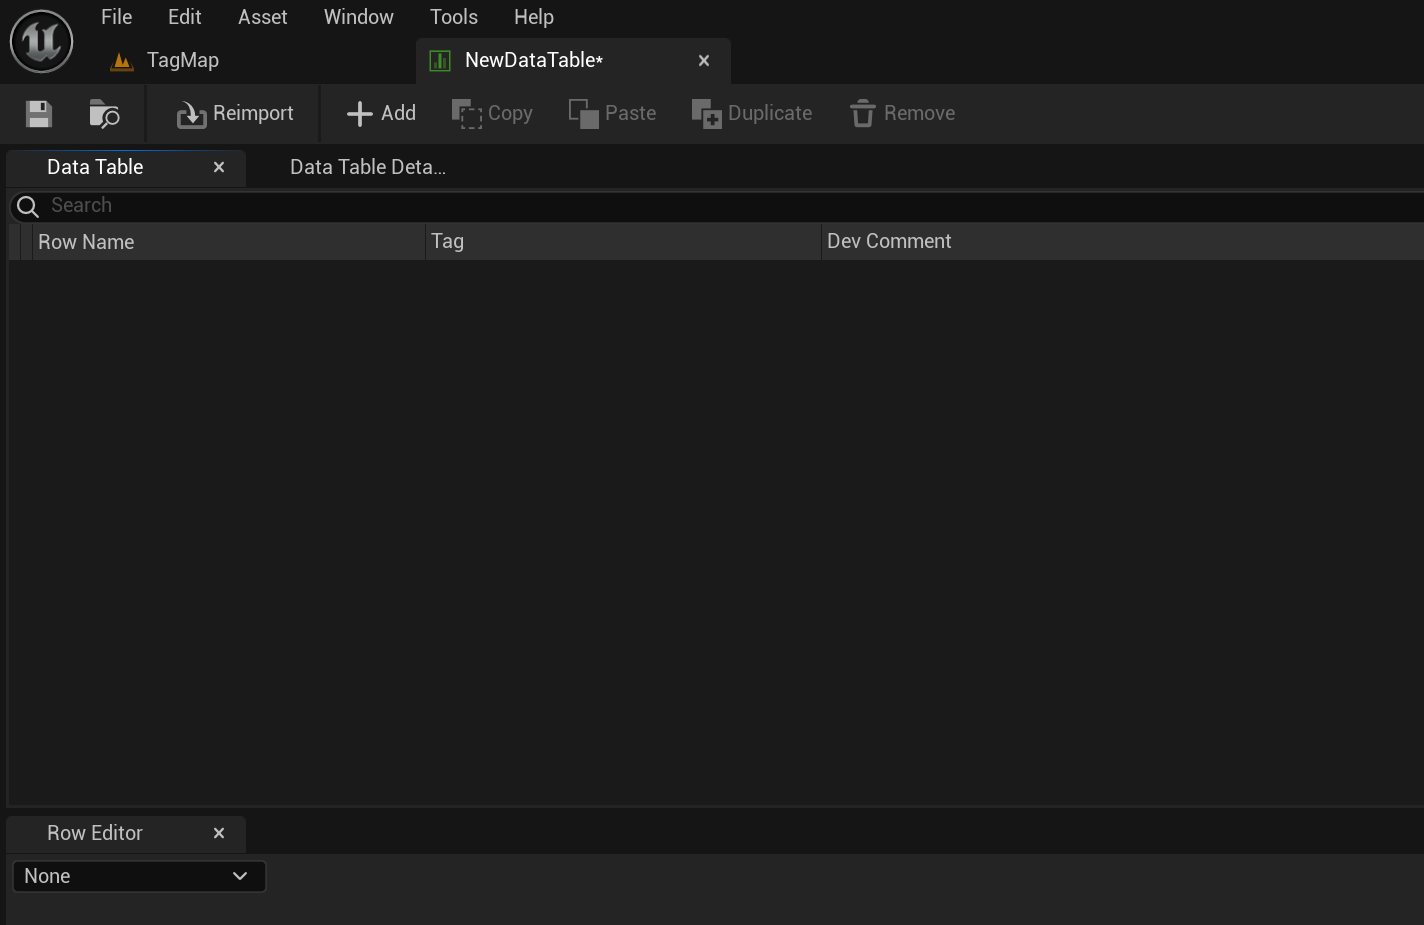 File Edit Asset Window Tools Help
TagMap NewDataTable*
Reimport Add Copy Paste Duplicate Remove
Data Table Data Table Deta...
Search
Row Name Tag Dev Comment
Row Editor
None